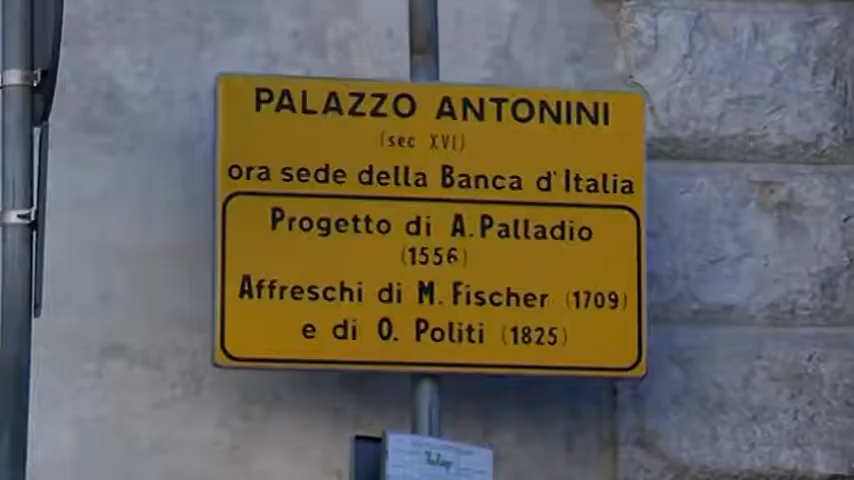 PALAZZO ANTONINI
(sec XVI)
ora sede della Banca d'Italia
Progetto di A. Palladio
(1556)
Affreschi di M. Fischer (1709)
e di O. Politi (1825)